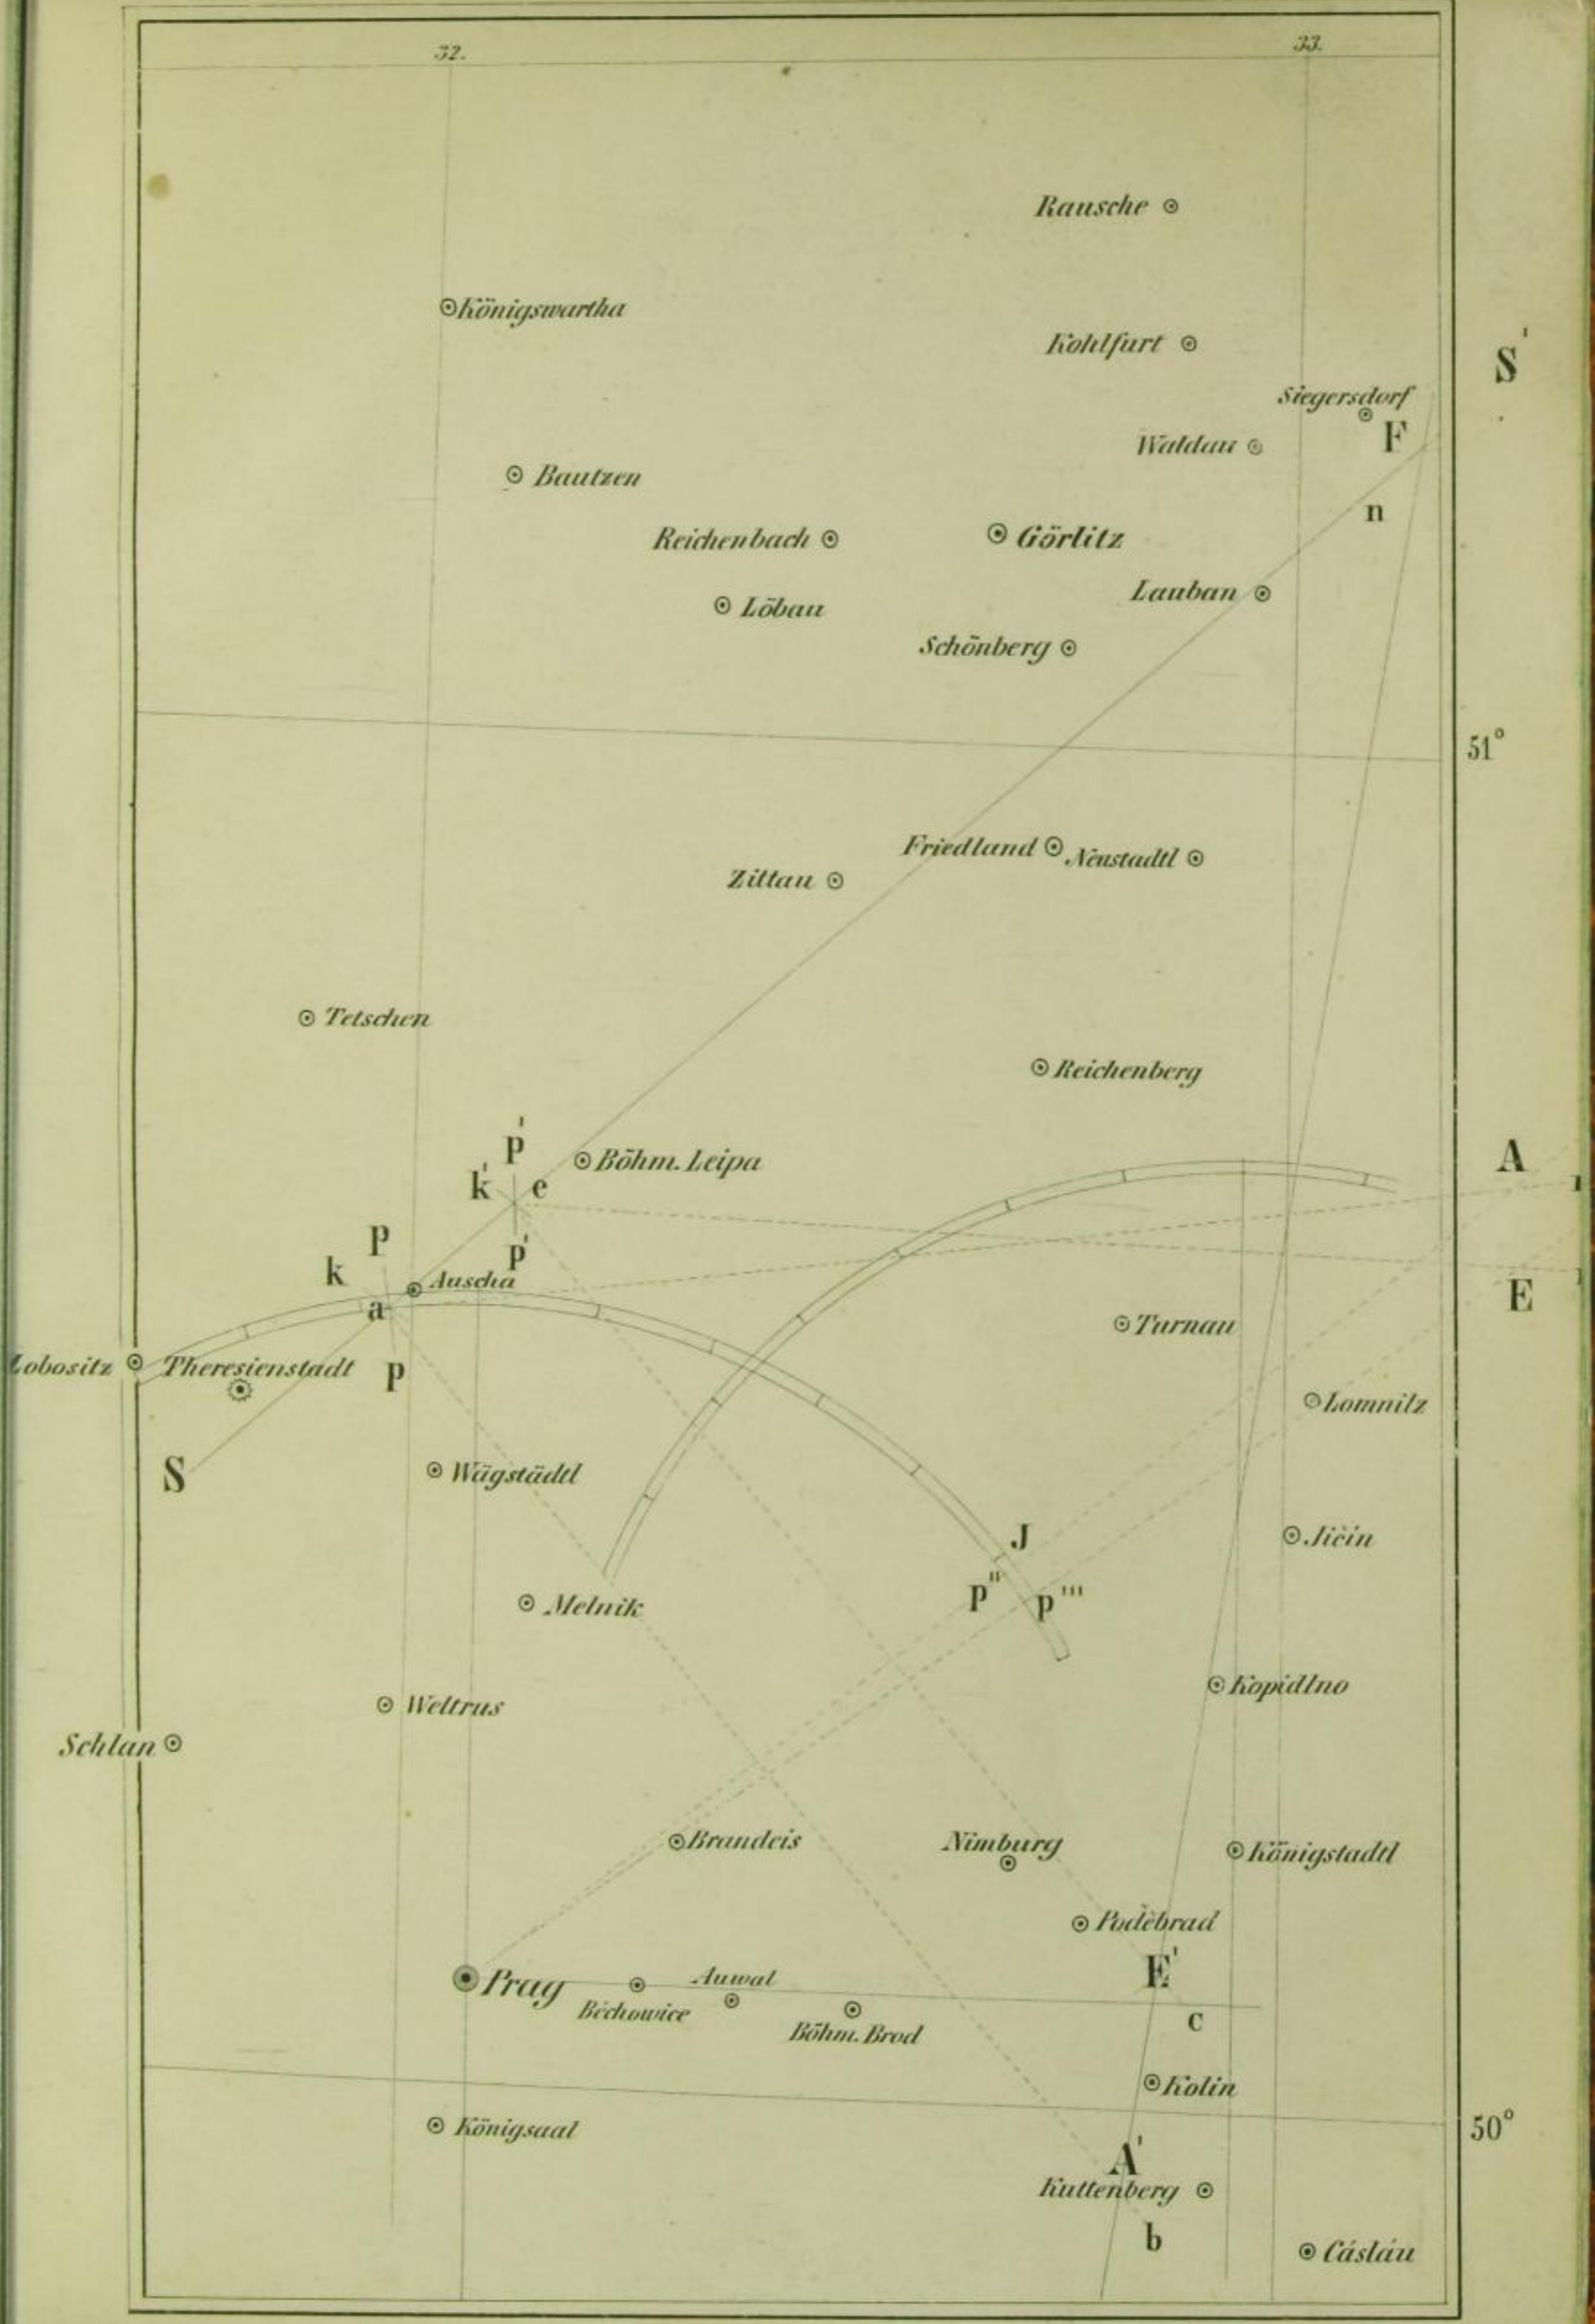 32.
33.
Rausche
Königswartha
Kohlfurt
S'
Siegersdorf
F
Waldau
Bautzen
n
Reichenbach
Görlitz
Lauban
Löbau
Schönberg
51°
Friedland
Neustadtl
Zittau
Tetschen
Reichenberg
p'
Böhm. Leipa
A
k'
e
p
p'
k
Auscha
E
a
Turnau
Lobositz
Theresienstadt
p
Lomnitz
S
Wägstädtl
J
Jičin
p''
p'''
Melnik
Kopidlno
Weltrus
Schlan
Brandeis
Nimburg
Königstadtl
Poděbrad
E'
Prag
Auwal
Běchowice
c
Böhm. Brod
Kolin
Königsaal
50°
A'
Kuttenberg
b
Cásláu